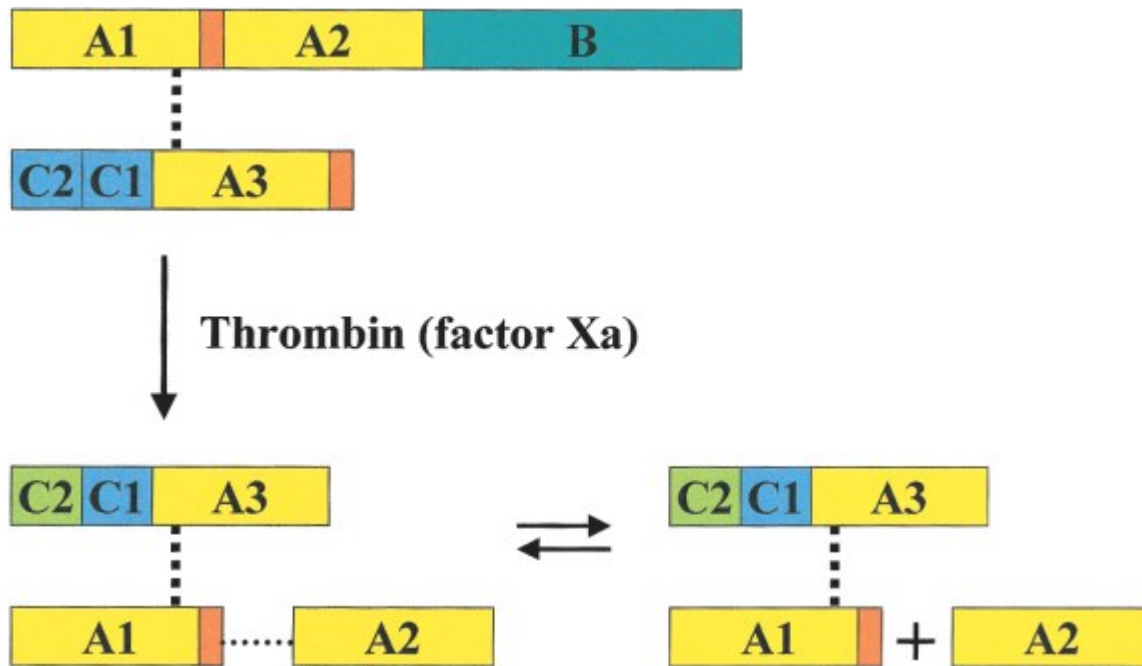 A1 A2 B
C2 C1 A3
Thrombin (factor Xa)
C2 C1 A3 C2 C1 A3
A1 A2 A1 + A2